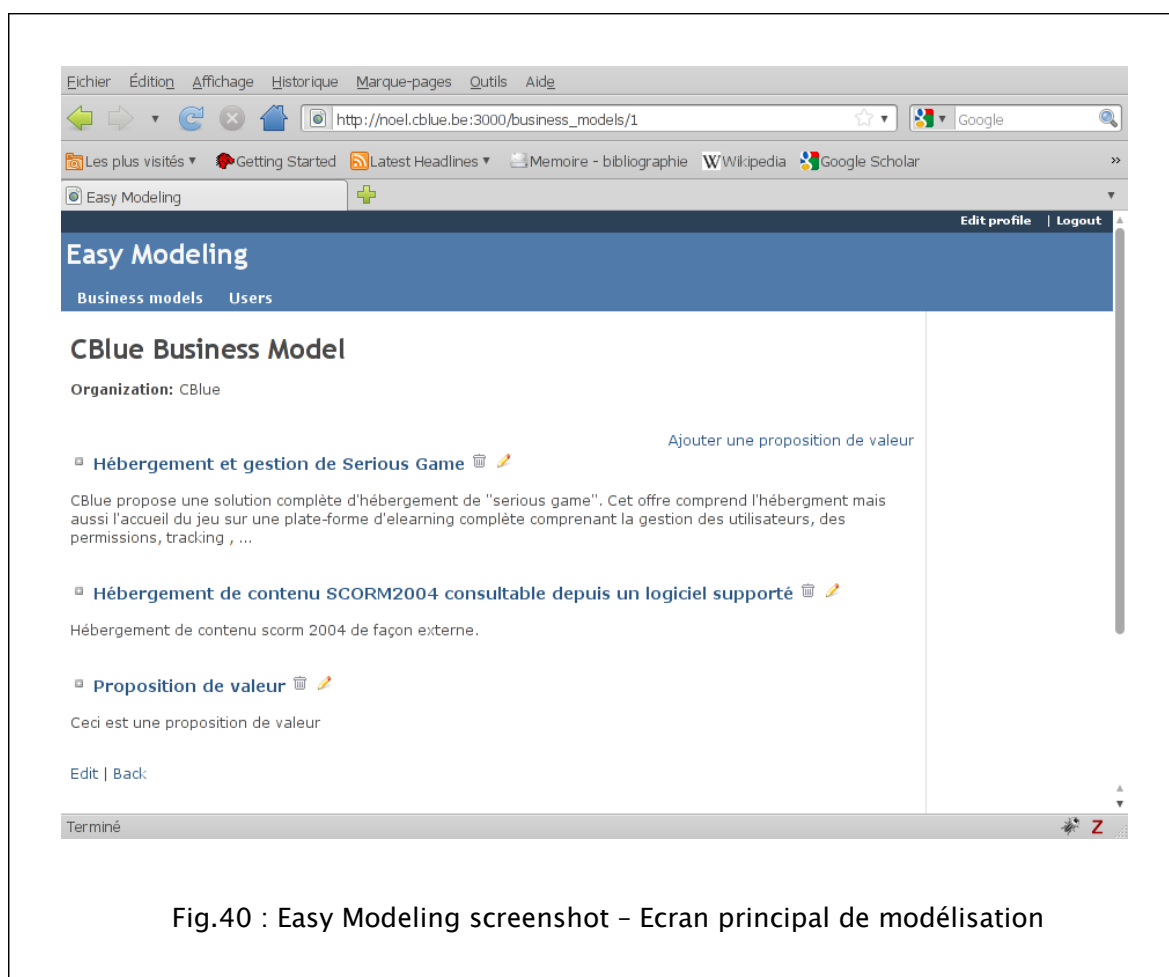 Eichier Édition Affichage Historique Marque-pages Outils Aide
http://noel.cblue.be:3000/business_models/1
Google
Les plus visités Getting Started Latest Headlines Memoire - bibliographie Wikipedia Google Scholar »
Easy Modeling
Edit profile | Logout
Easy Modeling
Business models Users
CBlue Business Model
Organization: CBlue
Ajouter une proposition de valeur
Hébergement et gestion de Serious Game
CBlue propose une solution complète d'hébergement de "serious game". Cet offre comprend l'hébergment mais
aussi l'accueil du jeu sur une plate-forme d'elearning complète comprenant la gestion des utilisateurs, des
permissions, tracking , ...
Hébergement de contenu SCORM2004 consultable depuis un logiciel supporté
Hébergement de contenu scorm 2004 de façon externe.
Proposition de valeur
Ceci est une proposition de valeur
Edit | Back
Terminé
Z
Fig.40 : Easy Modeling screenshot – Ecran principal de modélisation